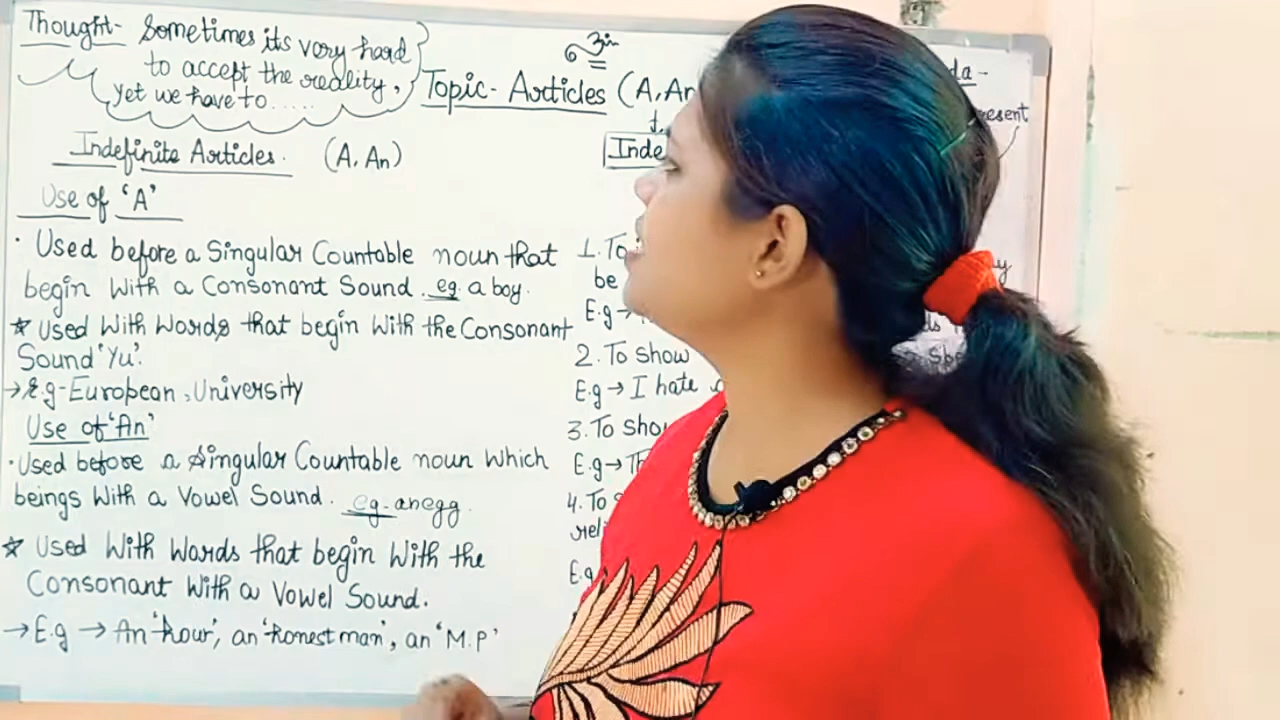 Thought- Sometimes its very hard
to accept the reality,
yet we have to.....
Topic- Articles (A, An
Indefinite Articles. (A, An)
Use of 'A'
· Used before a Singular Countable noun that
begin With a Consonant Sound. eg. a boy.
★ Used With Words that begin With the Consonant
Sound 'Yu'.
→ E.g- European, University
Use of 'An'
· Used before a Singular Countable noun which
beings With a Vowel Sound. eg- an egg.
★ Used With Words that begin With the
Consonant With a Vowel Sound.
→ E.g → An 'hour', an 'honest man', an 'M.P'
Inde
1. To
be
E.g →
2. To show
E.g → I hate
3. To show
E.g → Th
4. To
reli
E.g
da -
resent